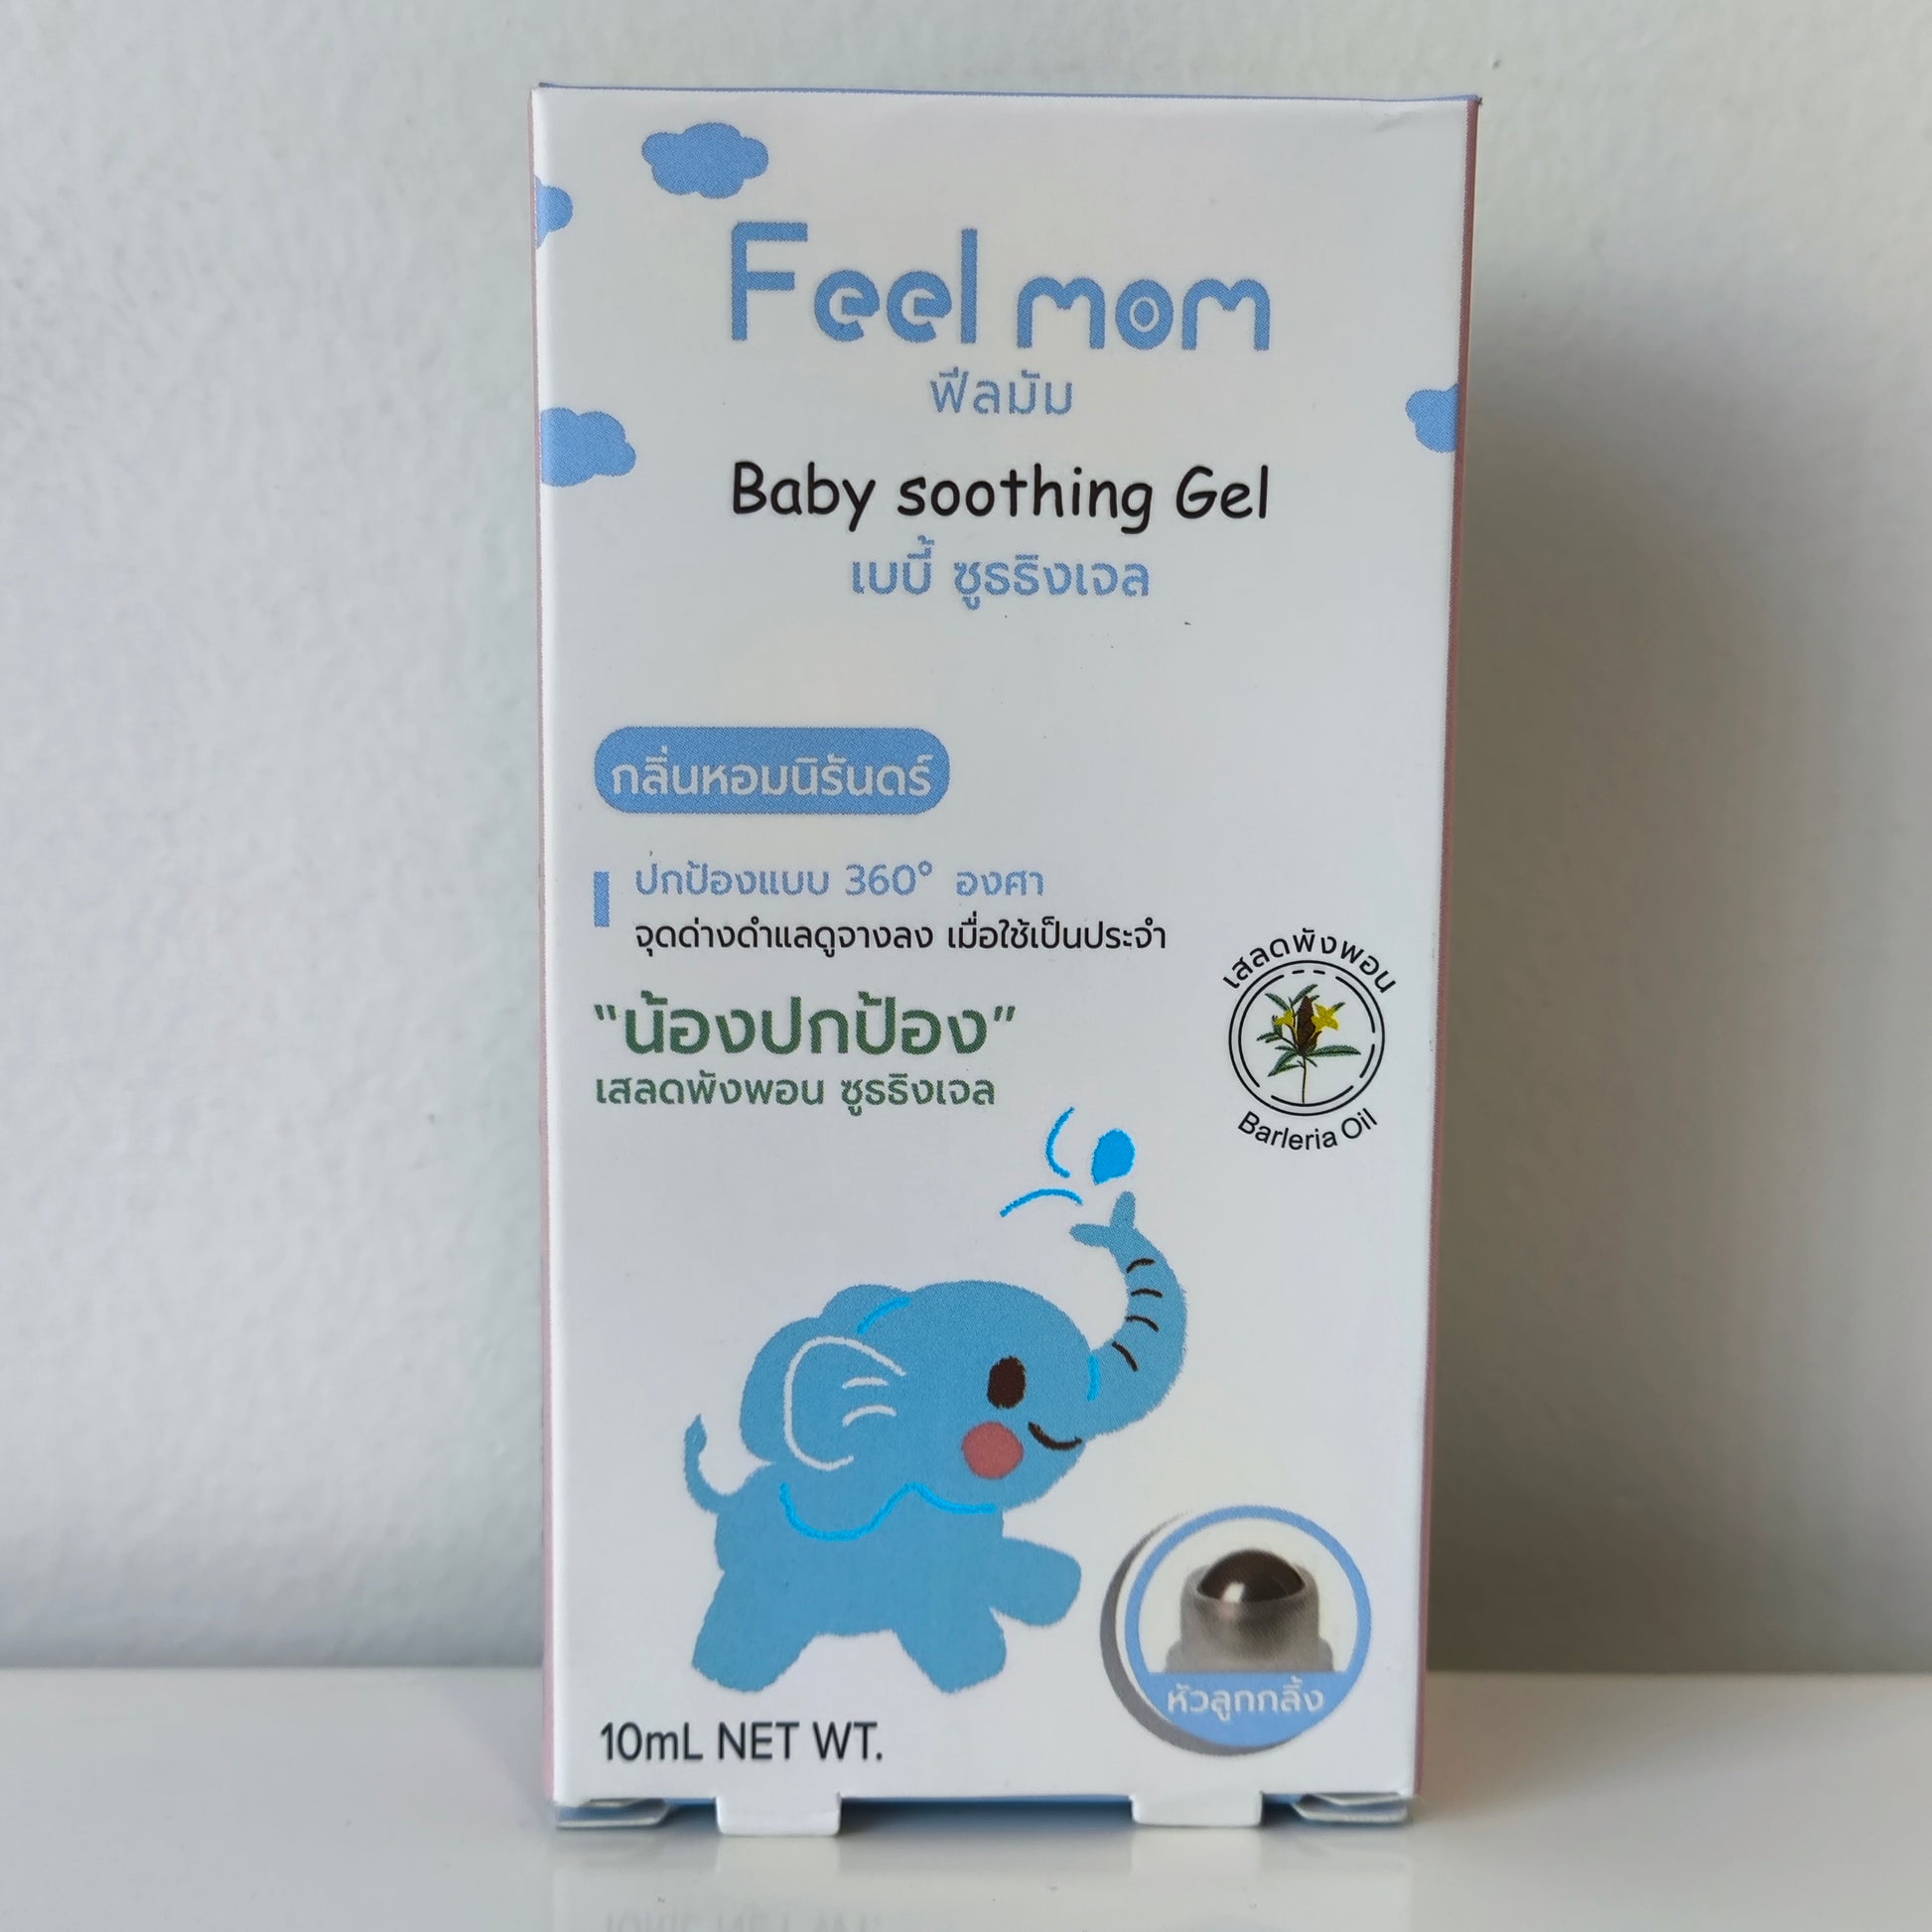 Feel mom
ฟีลมัม
Baby soothing Gel
เบบี้ ซูธธิงเจล
กลิ่นหอมนิรันดร์
ปกป้องแบบ 360° องศา
จุดด่างดำแลดูจางลง เมื่อใช้เป็นประจำ
“น้องปกป้อง”
เสลดพังพอน ซูธธิงเจล
เสลดพังพอน
Barleria Oil
หัวลูกกลิ้ง
10mL NET WT.